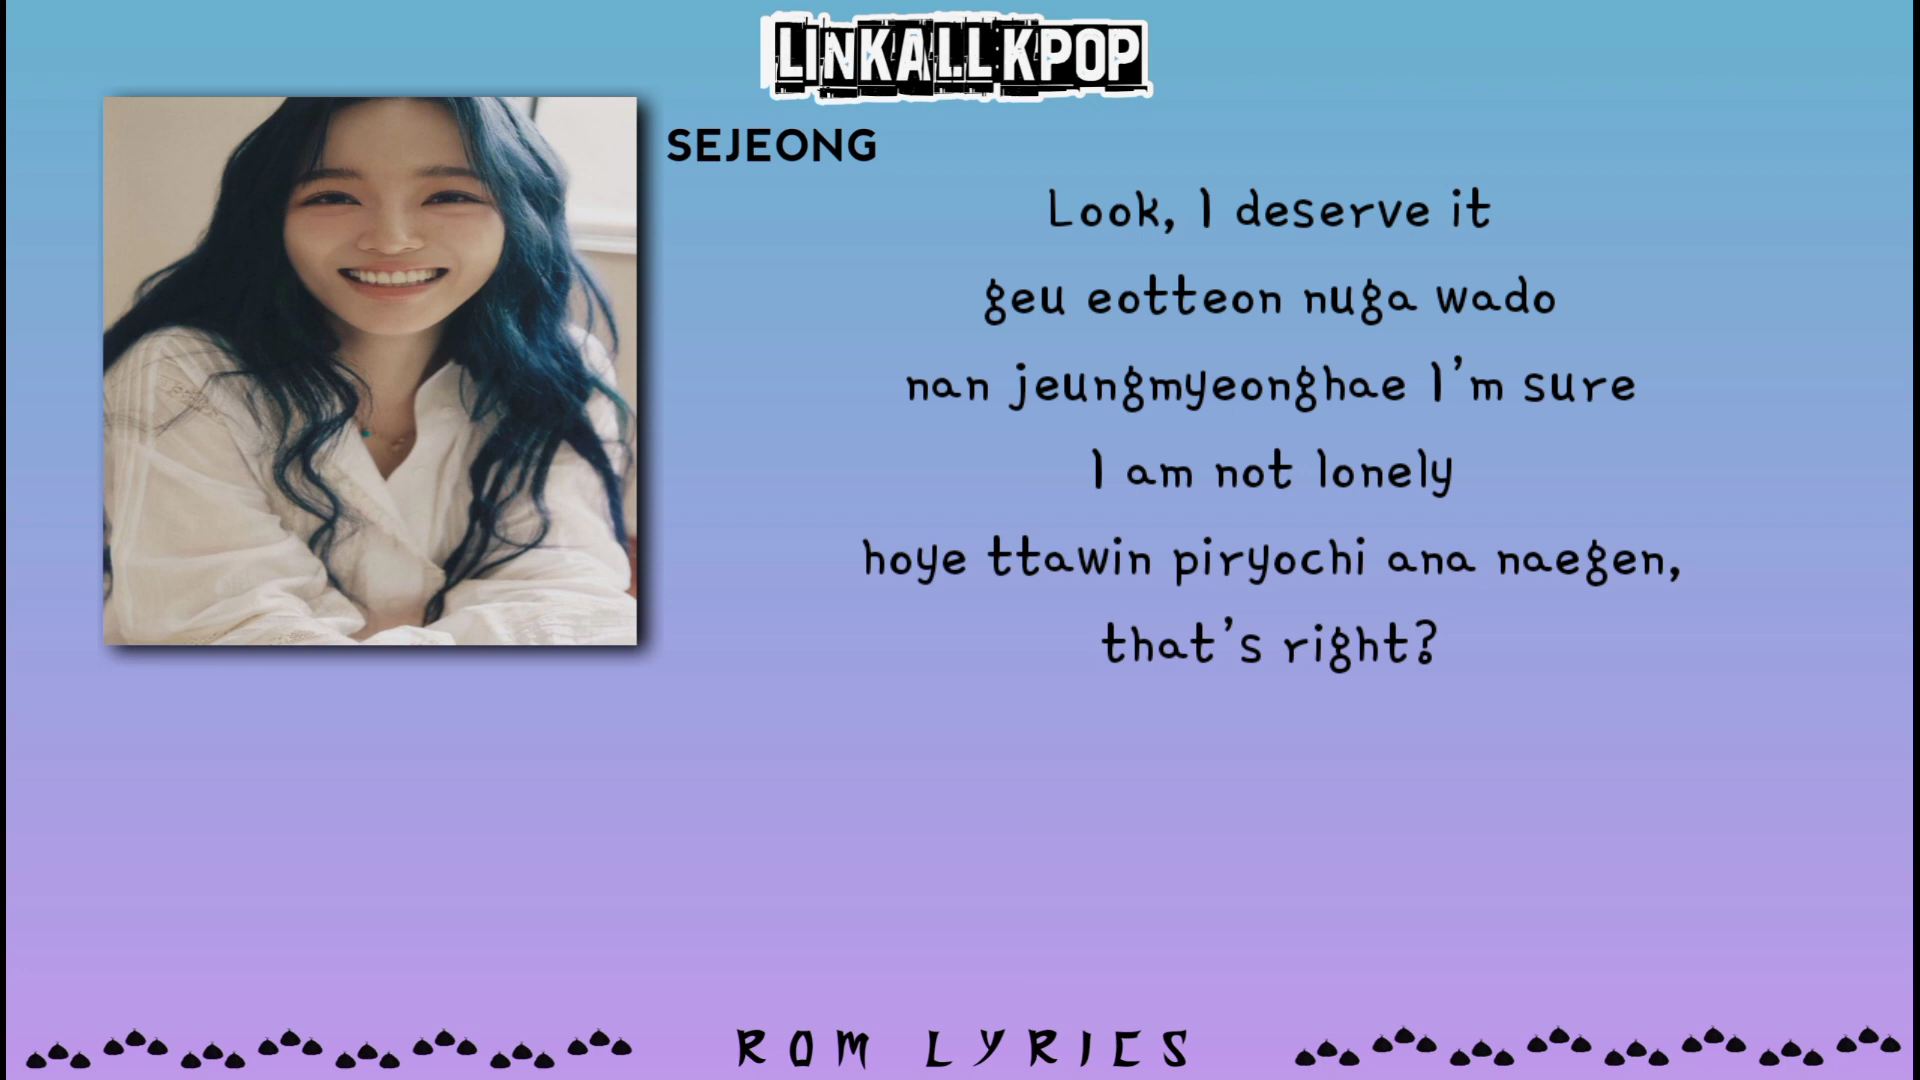 LINKALLKPOP
SEJEONG
Look, I deserve it
geu eotteon nuga wado
nan jeungmyeonghae I'm sure
I am not lonely
hoye ttawin piryochi ana naegen,
that's right?
ROM LYRICS